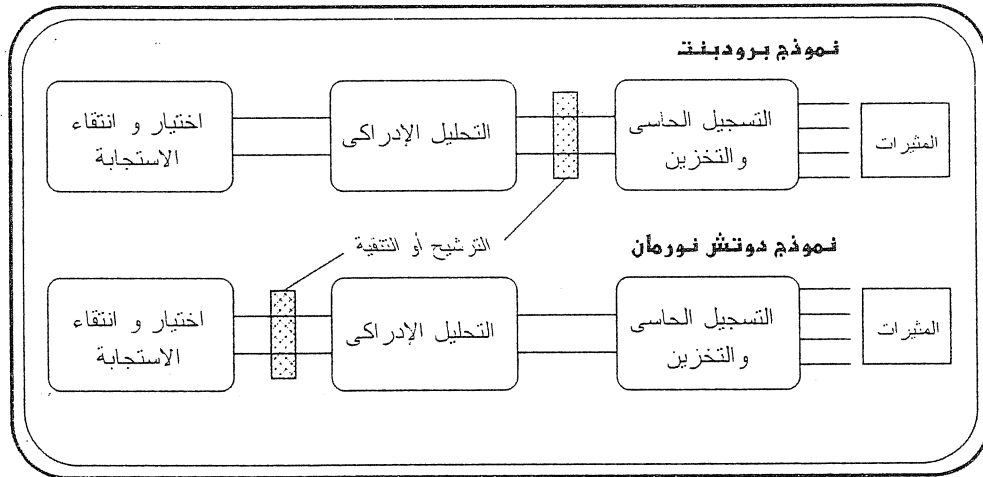 نموذج برودبنت
المثيرات
التسجيل الحاسى
والتخزين
التحليل الإدراكى
اختيار و انتقاء
الاستجابة
الترشيح أو التنقية
نموذج دوتش نورمان
المثيرات
التسجيل الحاسى
والتخزين
التحليل الإدراكى
اختيار و انتقاء
الاستجابة